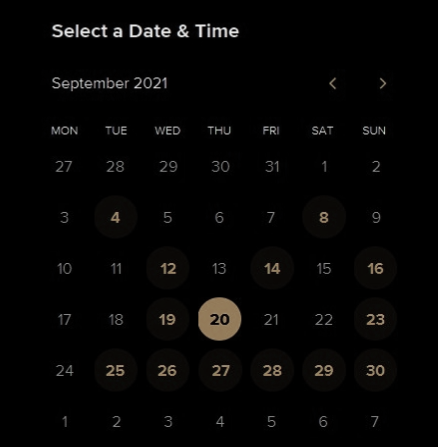 Select a Date & Time
September 2021
MON TUE WED THU FRI SAT SUN
27 28 29 30 31 1 2
3 4 5 6 7 8 9
10 11 12 13 14 15 16
17 18 19 20 21 22 23
24 25 26 27 28 29 30
1 2 3 4 5 6 7